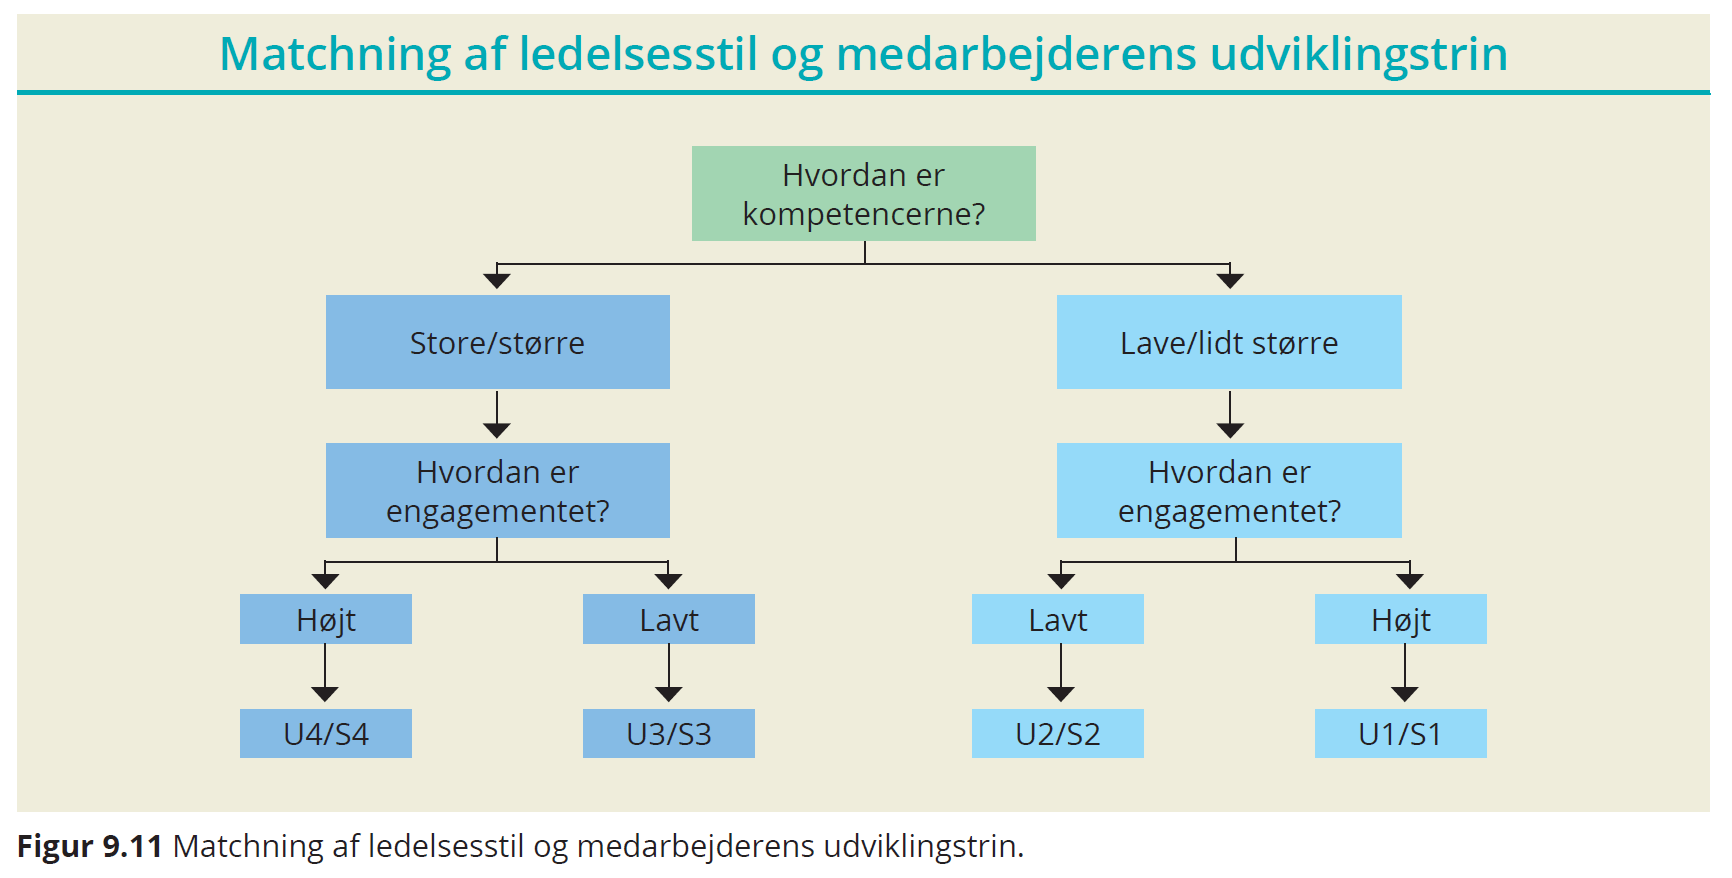 Matchning af ledelsesstil og medarbejderens udviklingstrin
Hvordan er
kompetencerne?
Store/større
Lave/lidt større
Hvordan er
engagementet?
Hvordan er
engagementet?
Højt
Lavt
Lavt
Højt
U4/S4
U3/S3
U2/S2
U1/S1
Figur 9.11 Matchning af ledelsesstil og medarbejderens udviklingstrin.